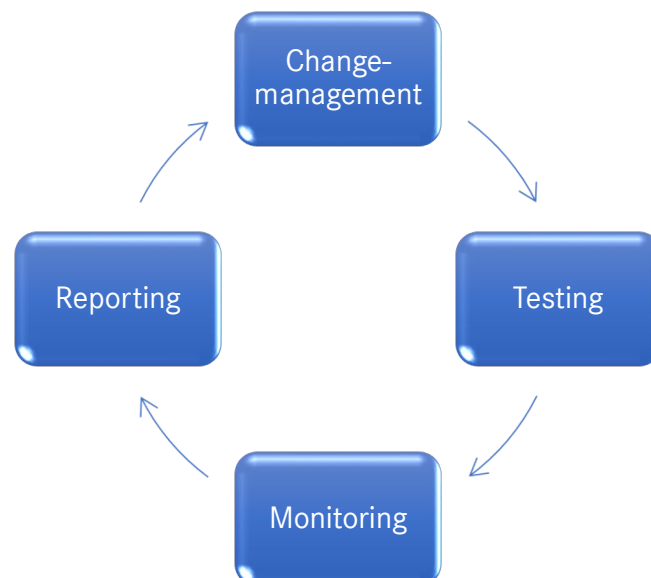 Change-
management
Reporting
Testing
Monitoring